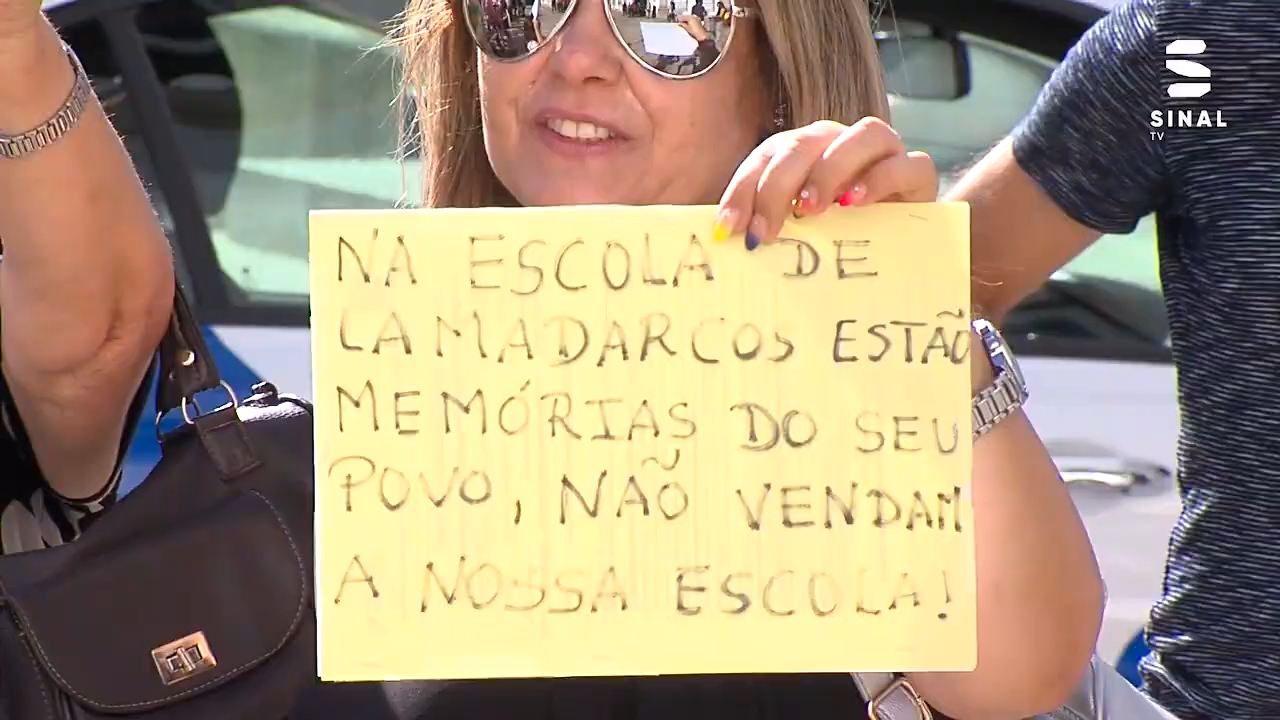 SINAL
TV
NA ESCOLA DE
LAMADARCOS ESTÃO
MEMÓRIAS DO SEU
POVO, NÃO VENDAM
A NOSSA ESCOLA!